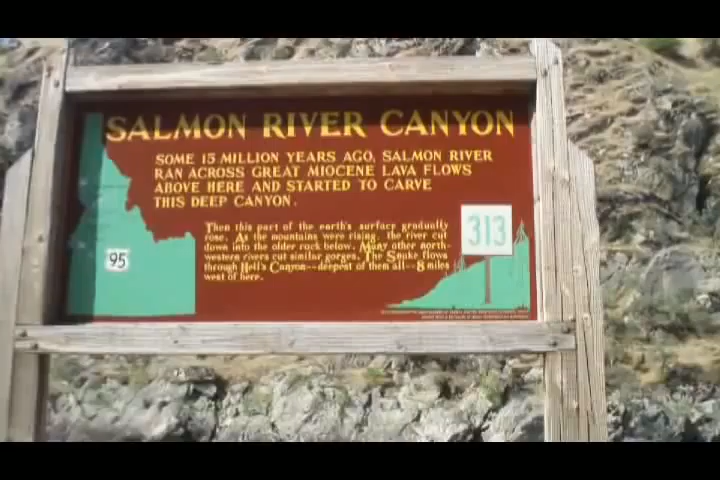 SALMON RIVER CANYON
SOME 15 MILLION YEARS AGO, SALMON RIVER
RAN ACROSS GREAT MIOCENE LAVA FLOWS
ABOVE HERE AND STARTED TO CARVE
THIS DEEP CANYON.
Then this part of the earth's surface gradually
rose. As the mountains were rising, the river cut
down into the older rock below. Many other north-
western rivers cut similar gorges. The Snake flows
through Hell's Canyon—deepest of them all—8 miles
west of here.
95
313